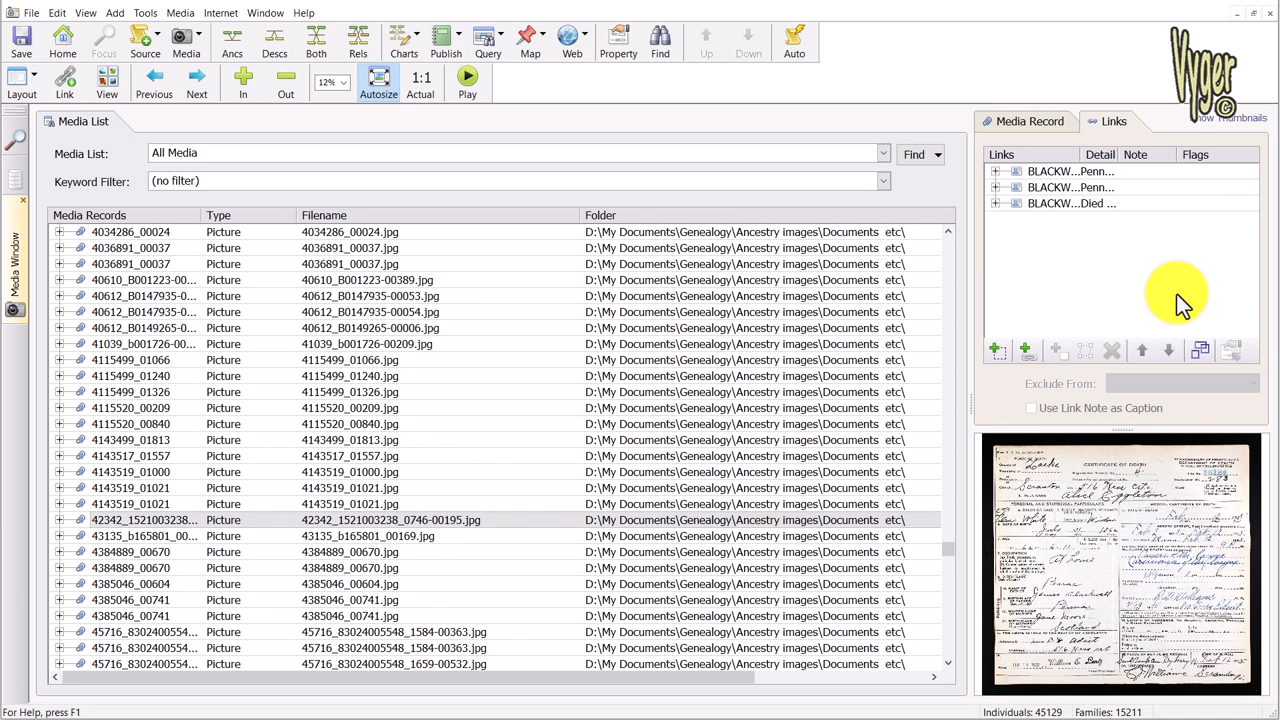 File Edit View Add Tools Media Internet Window Help
Save Home Focus Source Media Ancs Descs Both Rels Charts Publish Query Map Web Property Find Up Down Auto
Layout Link View Previous Next In Out 12% Autosize 1:1 Actual Play
Vyger ©
Thumbnails
Media List
Media Record Links
Media List: All Media Find
Keyword Filter: (no filter)
Links Detail Note Flags
BLACKW... Penn...
BLACKW... Penn...
BLACKW... Died ...
Media Window
Media Records Type Filename Folder
4034286_00024 Picture 4034286_00024.jpg D:\My Documents\Genealogy\Ancestry images\Documents etc\
4036891_00037 Picture 4036891_00037.jpg D:\My Documents\Genealogy\Ancestry images\Documents etc\
4036891_00037 Picture 4036891_00037.jpg D:\My Documents\Genealogy\Ancestry images\Documents etc\
40610_B001223-0... Picture 40610_B001223-00389.jpg D:\My Documents\Genealogy\Ancestry images\Documents etc\
40612_B0147935-0... Picture 40612_B0147935-00053.jpg D:\My Documents\Genealogy\Ancestry images\Documents etc\
40612_B0147935-0... Picture 40612_B0147935-00054.jpg D:\My Documents\Genealogy\Ancestry images\Documents etc\
40612_B0149265-0... Picture 40612_B0149265-00006.jpg D:\My Documents\Genealogy\Ancestry images\Documents etc\
41039_b001726-00... Picture 41039_b001726-00209.jpg D:\My Documents\Genealogy\Ancestry images\Documents etc\
4115499_01066 Picture 4115499_01066.jpg D:\My Documents\Genealogy\Ancestry images\Documents etc\
4115499_01240 Picture 4115499_01240.jpg D:\My Documents\Genealogy\Ancestry images\Documents etc\
4115499_01326 Picture 4115499_01326.jpg D:\My Documents\Genealogy\Ancestry images\Documents etc\
4115520_00209 Picture 4115520_00209.jpg D:\My Documents\Genealogy\Ancestry images\Documents etc\
4115520_00840 Picture 4115520_00840.jpg D:\My Documents\Genealogy\Ancestry images\Documents etc\
4143499_01813 Picture 4143499_01813.jpg D:\My Documents\Genealogy\Ancestry images\Documents etc\
4143517_01557 Picture 4143517_01557.jpg D:\My Documents\Genealogy\Ancestry images\Documents etc\
4143519_01000 Picture 4143519_01000.jpg D:\My Documents\Genealogy\Ancestry images\Documents etc\
4143519_01021 Picture 4143519_01021.jpg D:\My Documents\Genealogy\Ancestry images\Documents etc\
4143519_01021 Picture 4143519_01021.jpg D:\My Documents\Genealogy\Ancestry images\Documents etc\
42342_1521003238... Picture D:\My Documents\Genealogy\Ancestry images\Documents etc\
43135_b165801_00... Picture D:\My Documents\Genealogy\Ancestry images\Documents etc\
4384889_00670 Picture 4384889_00670.jpg D:\My Documents\Genealogy\Ancestry images\Documents etc\
4384889_00670 Picture 4384889_00670.jpg D:\My Documents\Genealogy\Ancestry images\Documents etc\
4385046_00604 Picture 4385046_00604.jpg D:\My Documents\Genealogy\Ancestry images\Documents etc\
4385046_00741 Picture 4385046_00741.jpg D:\My Documents\Genealogy\Ancestry images\Documents etc\
4385046_00741 Picture 4385046_00741.jpg D:\My Documents\Genealogy\Ancestry images\Documents etc\
45716_8302400554... Picture 45716_83024005548_1584-00363.jpg D:\My Documents\Genealogy\Ancestry images\Documents etc\
45716_8302400554... Picture D:\My Documents\Genealogy\Ancestry images\Documents etc\
45716_8302400554... Picture D:\My Documents\Genealogy\Ancestry images\Documents etc\
Exclude From:
Use Link Note as Caption
CERTIFICATE OF DEATH
Alice Eggleton
For Help, press F1
Individuals: 45129 Families: 15211